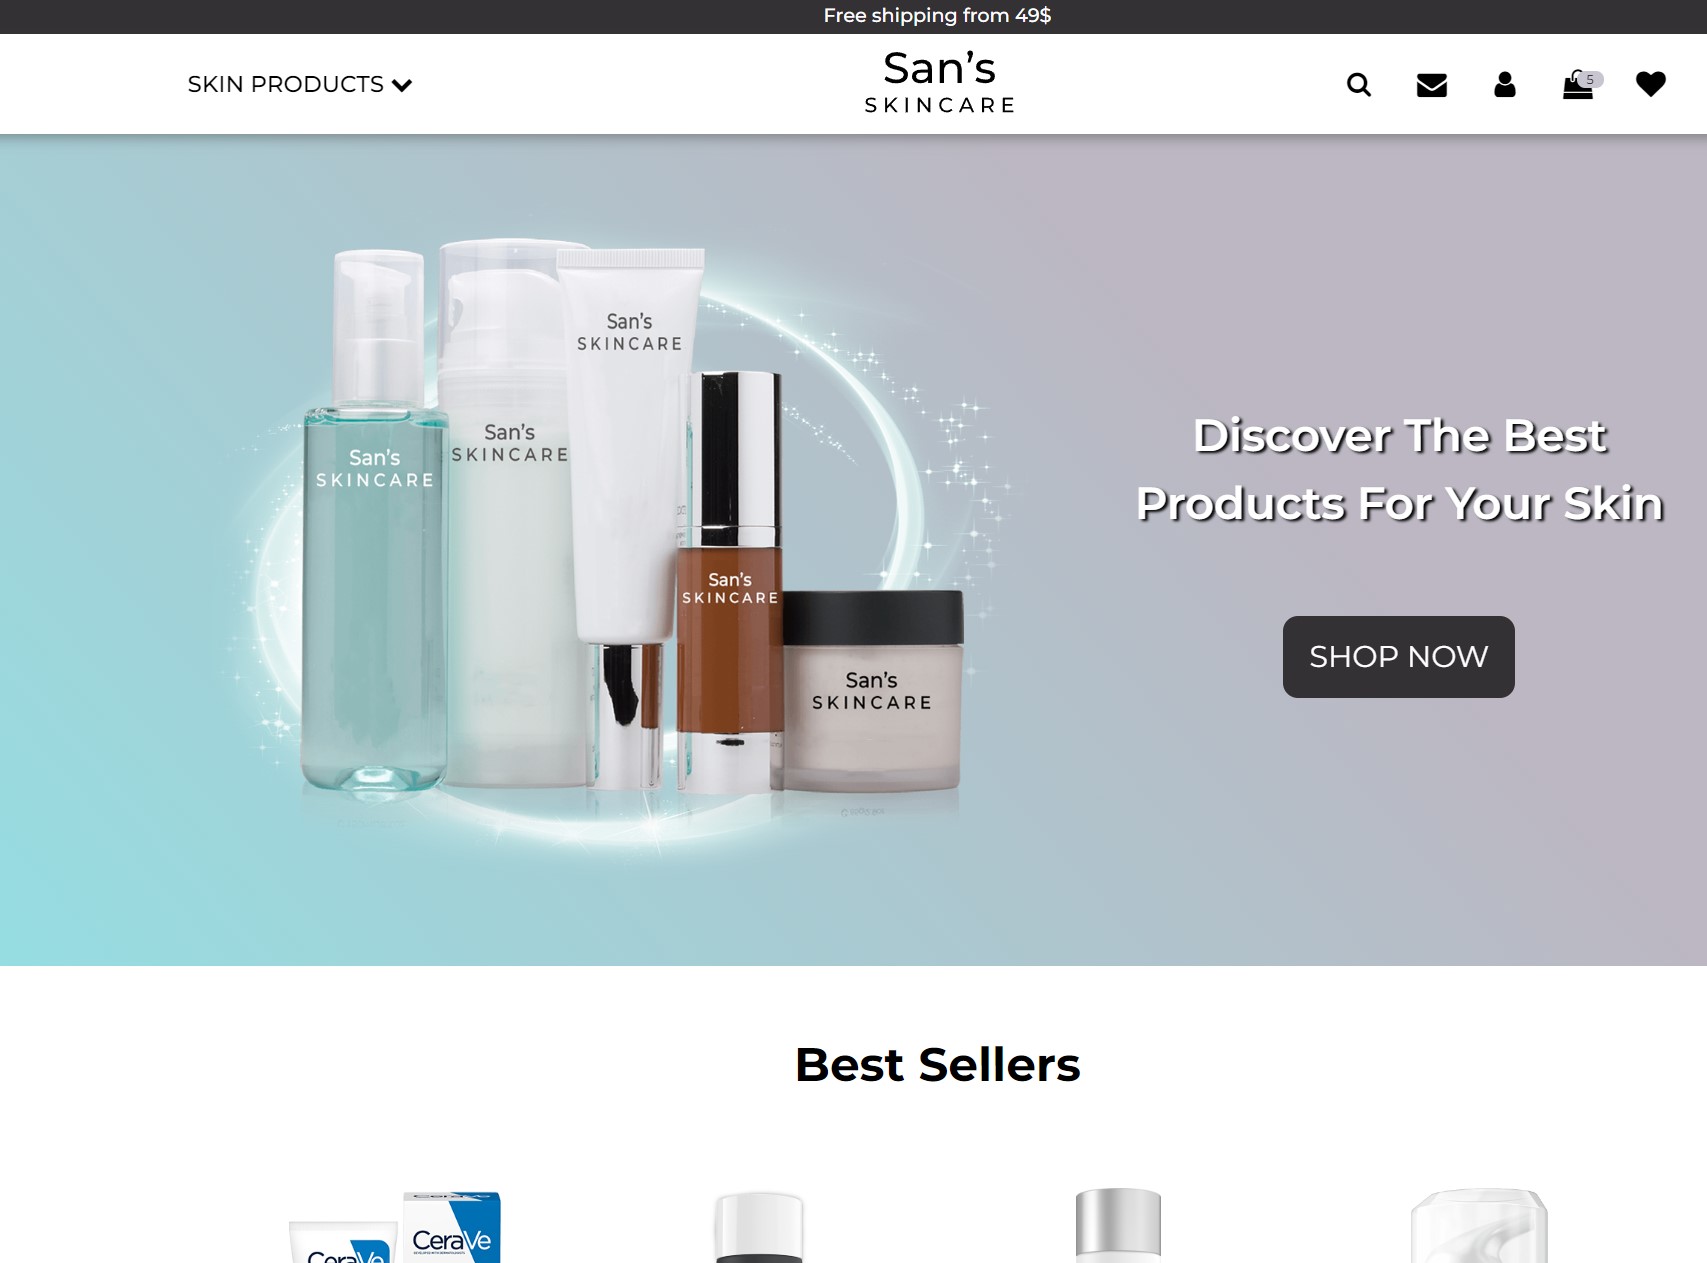 Free shipping from 49$
SKIN PRODUCTS
San's
SKINCARE
5
San's
SKINCARE
San's
SKINCARE
San's
SKINCARE
San's
SKINCARE
San's
SKINCARE
Discover The Best
Products For Your Skin
SHOP NOW
Best Sellers
CeraVe
CeraVe
CeraVe